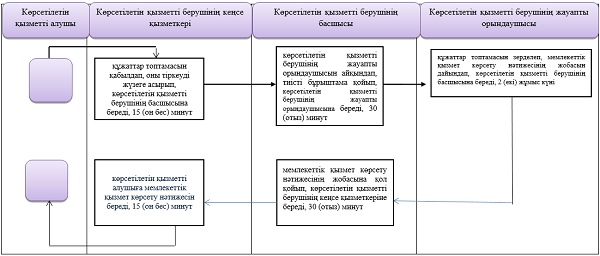 Көрсетілетін
қызметті алушы
Көрсетілетін қызметті берушінің кеңсе
қызметкері
Көрсетілетін қызметті берушінің
басшысы
Көрсетілетін қызметті берушінің жауапты
орындаушысы
құжаттар топтамасын
қабылдап, оны тіркеуді
жүзеге асырып,
көрсетілетін қызметті
берушінің басшысына
береді, 15 (он бес) минут
көрсетілетін қызметті
берушінің жауапты
орындаушысын айқындап,
тиісті бұрыштама қойып,
көрсетілетін қызметті
берушінің жауапты
орындаушысына береді, 30
(отыз) минут
құжаттар топтамасын зерделеп, мемлекеттік
қызмет көрсету нәтижесінің жобасын
дайындап, көрсетілетін қызметті берушінің
басшысына береді, 2 (екі) жұмыс күні
көрсетілетін қызметті
алушыға мемлекеттік
қызмет көрсету нәтижесін
береді, 15 (он бес) минут
мемлекеттік қызмет көрсету
нәтижесінің жобасына қол
қойып, көрсетілетін қызметті
берушінің кеңсе қызметкеріне
береді, 30 (отыз) минут